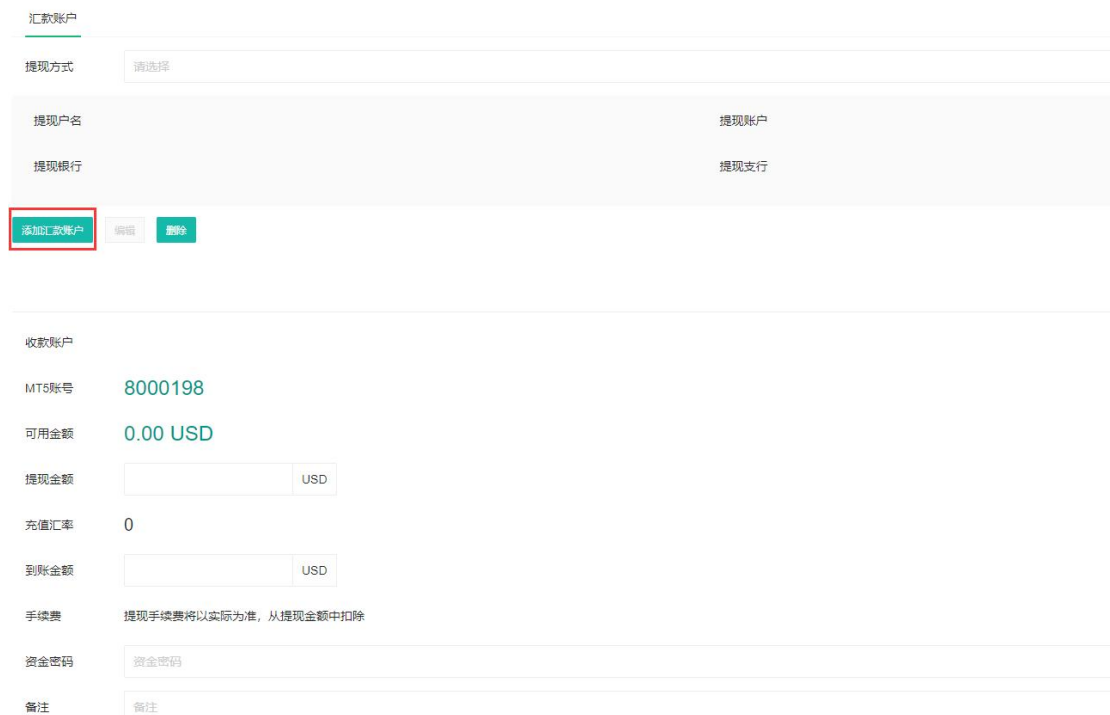 汇款账户
提现方式 请选择
提现户名 提现账户
提现银行 提现支行
添加汇款账户 编辑 删除
收款账户
MT5账号 8000198
可用金额 0.00 USD
提现金额 USD
充值汇率 0
到账金额 USD
手续费 提现手续费将以实际为准，从提现金额中扣除
资金密码 资金密码
备注 备注